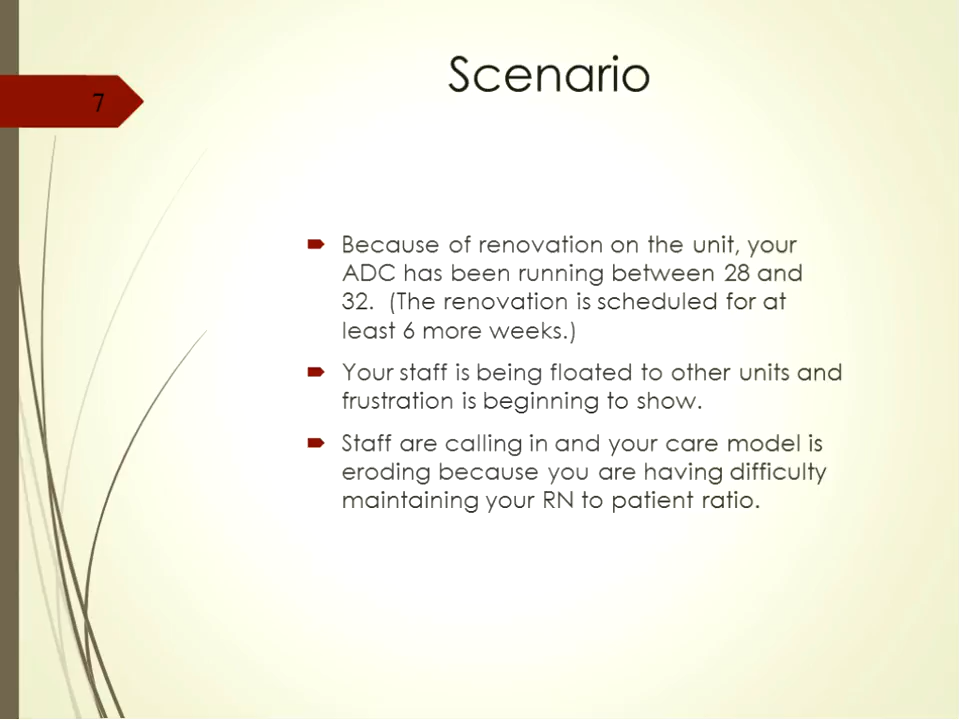 Scenario
7
Because of renovation on the unit, your
ADC has been running between 28 and
32.  (The renovation is scheduled for at
least 6 more weeks.)
Your staff is being floated to other units and
frustration is beginning to show.
Staff are calling in and your care model is
eroding because you are having difficulty
maintaining your RN to patient ratio.